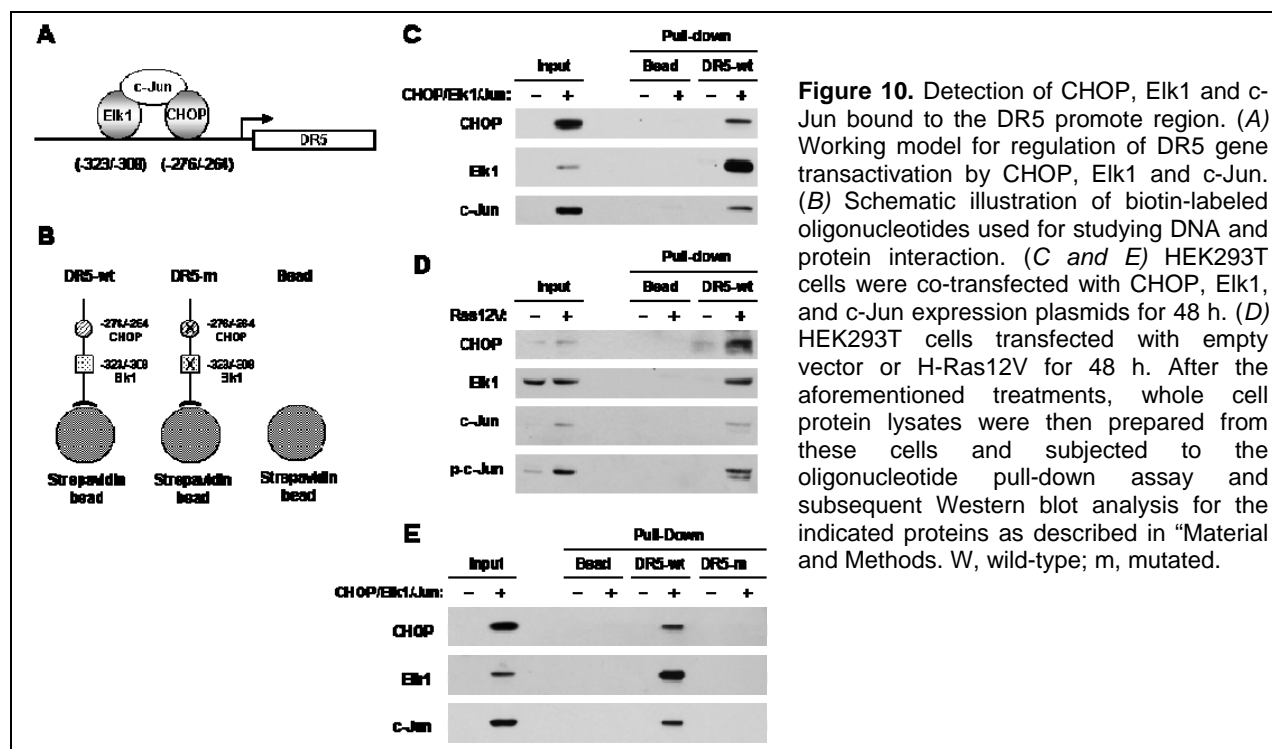 A
c-Jun
Elk1 CHOP
DR5
(-323/-309) (-276/-264)
B
DR5-wt DR5-m Bead
-276/-264
CHOP
-276/-264
CHOP
-323/-309
Elk1
-323/-309
Elk1
Strepavidin
bead
Strepavidin
bead
Strepavidin
bead
C
Pull-down
Input Bead DR5-wt
CHOP/Elk1/Jun: - + - + - +
CHOP
Elk1
c-Jun
D
Pull-down
Input Bead DR5-wt
Ras12V: - + - + - +
CHOP
Elk1
c-Jun
p-c-Jun
E
Pull-Down
Input Bead DR5-wt DR5-m
CHOP/Elk1/Jun: - + - + - + - +
CHOP
Elk1
c-Jun
Figure 10. Detection of CHOP, Elk1 and c-
Jun bound to the DR5 promote region. (A)
Working model for regulation of DR5 gene
transactivation by CHOP, Elk1 and c-Jun.
(B) Schematic illustration of biotin-labeled
oligonucleotides used for studying DNA and
protein interaction. (C and E) HEK293T
cells were co-transfected with CHOP, Elk1,
and c-Jun expression plasmids for 48 h. (D)
HEK293T cells transfected with empty
vector or H-Ras12V for 48 h. After the
aforementioned treatments, whole cell
protein lysates were then prepared from
these cells and subjected to the
oligonucleotide pull-down assay and
subsequent Western blot analysis for the
indicated proteins as described in “Material
and Methods. W, wild-type; m, mutated.